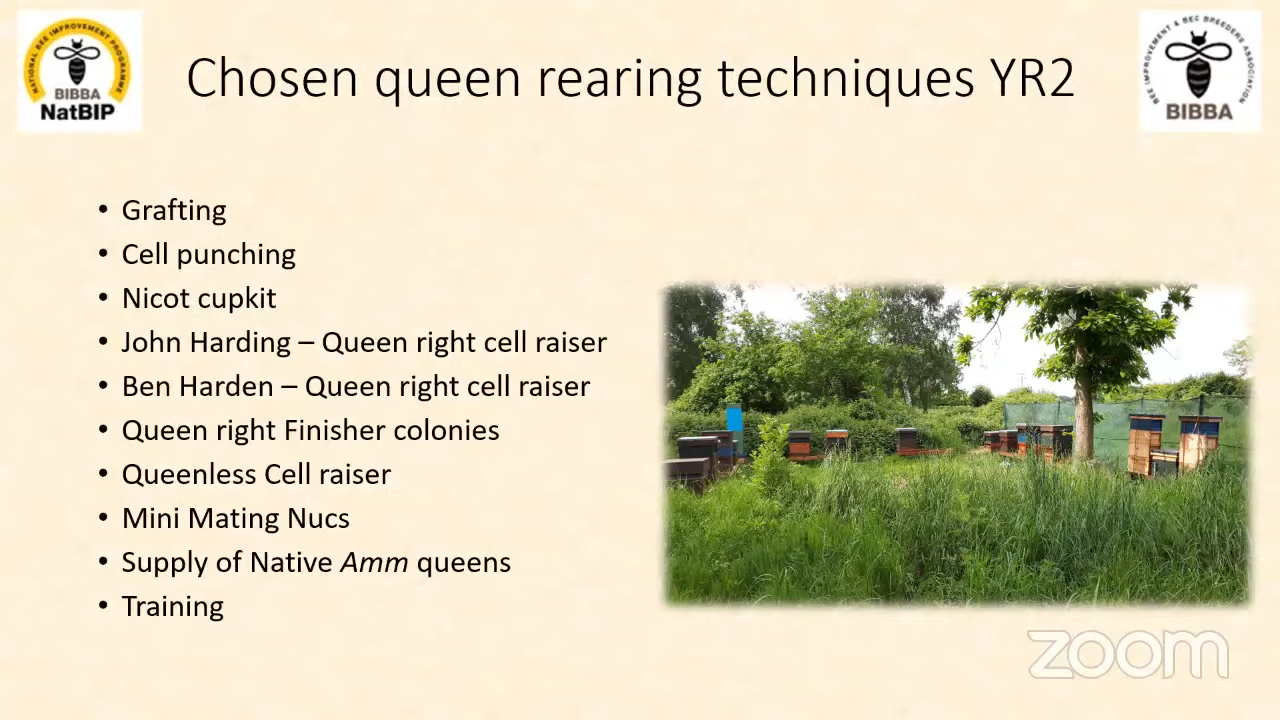 NATIONAL BEE IMPROVEMENT PROGRAMME
BIBBA
NatBIP
Chosen queen rearing techniques YR2
BEE IMPROVEMENT & BEE BREEDERS ASSOCIATION
BIBBA
• Grafting
• Cell punching
• Nicot cupkit
• John Harding – Queen right cell raiser
• Ben Harden – Queen right cell raiser
• Queen right Finisher colonies
• Queenless Cell raiser
• Mini Mating Nucs
• Supply of Native Amm queens
• Training
zoom